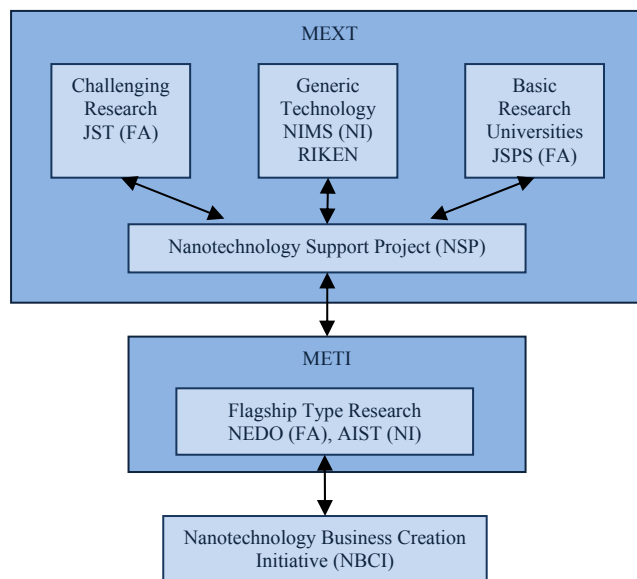 MEXT
Challenging
Research
JST (FA)
Generic
Technology
NIMS (NI)
RIKEN
Basic
Research
Universities
JSPS (FA)
Nanotechnology Support Project (NSP)
METI
Flagship Type Research
NEDO (FA), AIST (NI)
Nanotechnology Business Creation
Initiative (NBCI)